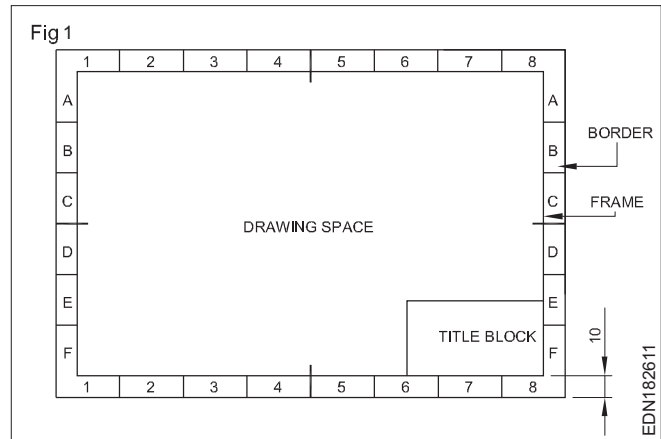 Fig 1
1 2 3 4 5 6 7 8
A A
B B
BORDER
C C
FRAME
DRAWING SPACE
D D
E E
TITLE BLOCK
F F
10
1 2 3 4 5 6 7 8
EDN182611